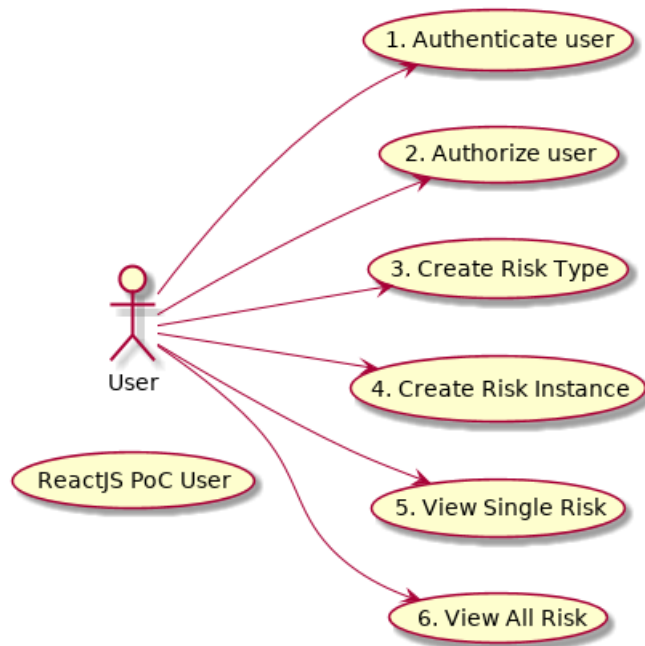 1. Authenticate user
2. Authorize user
3. Create Risk Type
User
4. Create Risk Instance
ReactJS PoC User
5. View Single Risk
6. View All Risk